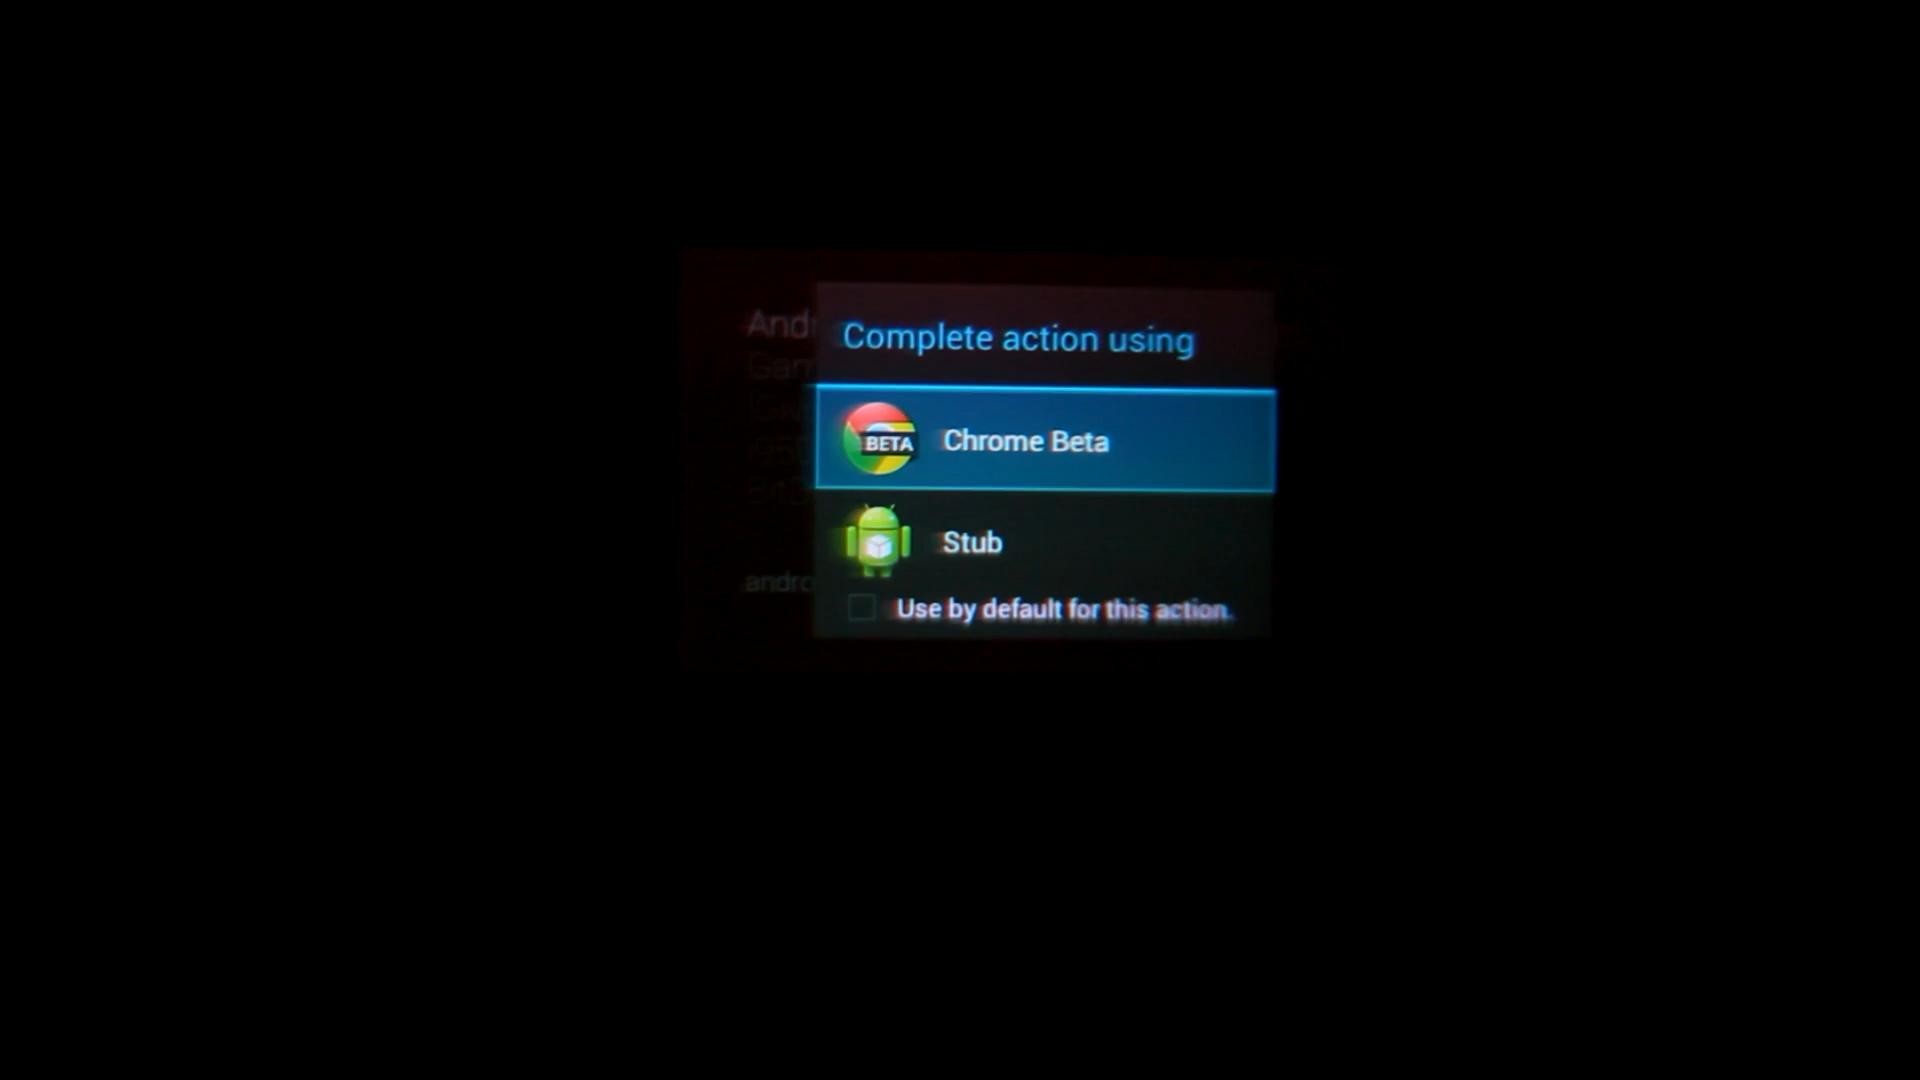 Complete action using
BETA
Chrome Beta
Stub
Use by default for this action.